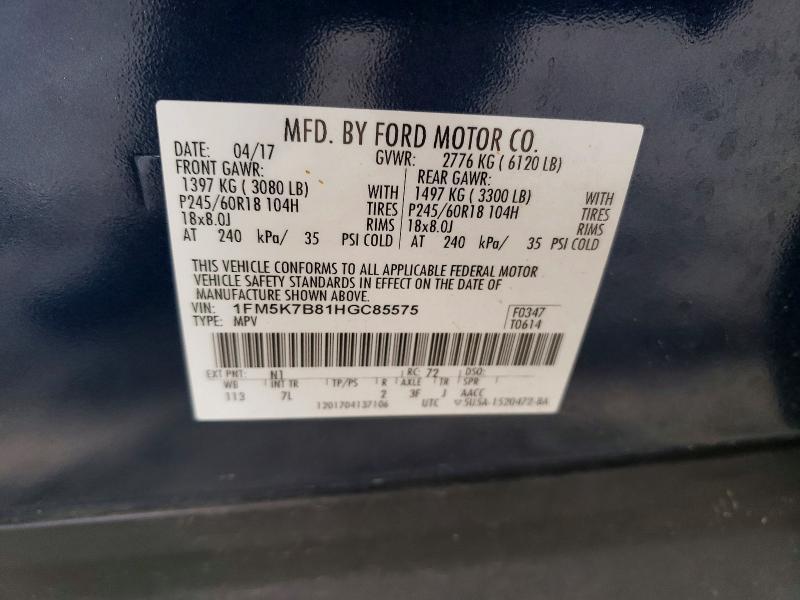 MFD. BY FORD MOTOR CO.
DATE: 04/17 GVWR: 2776 KG ( 6120 LB)
FRONT GAWR: REAR GAWR:
1397 KG ( 3080 LB) WITH 1497 KG ( 3300 LB) WITH
P245/60R18 104H TIRES P245/60R18 104H TIRES
18x8.0J RIMS 18x8.0J RIMS
AT 240 kPa/ 35 PSI COLD AT 240 kPa/ 35 PSI COLD
THIS VEHICLE CONFORMS TO ALL APPLICABLE FEDERAL MOTOR
VEHICLE SAFETY STANDARDS IN EFFECT ON THE DATE OF
MANUFACTURE SHOWN ABOVE.
VIN: 1FM5K7B81HGC85575 F0347
TYPE: MPV T0614
EXT PNT: N1 RC: 72 DSO:
WB INT TR TP/PS R AXLE TR SPR
113 7L 2 3F J AACC
1201704137106 UTC 5U5A-1520472-BA